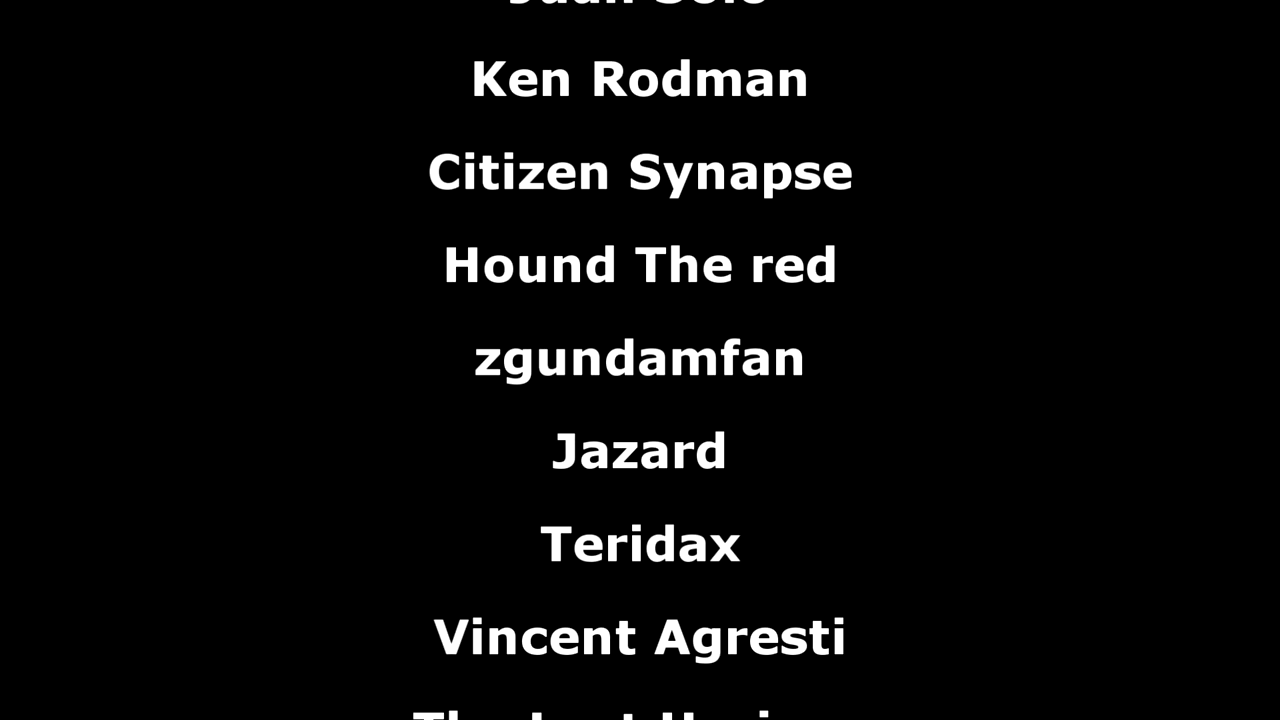 Ken Rodman
Citizen Synapse
Hound The red
zgundamfan
Jazard
Teridax
Vincent Agresti